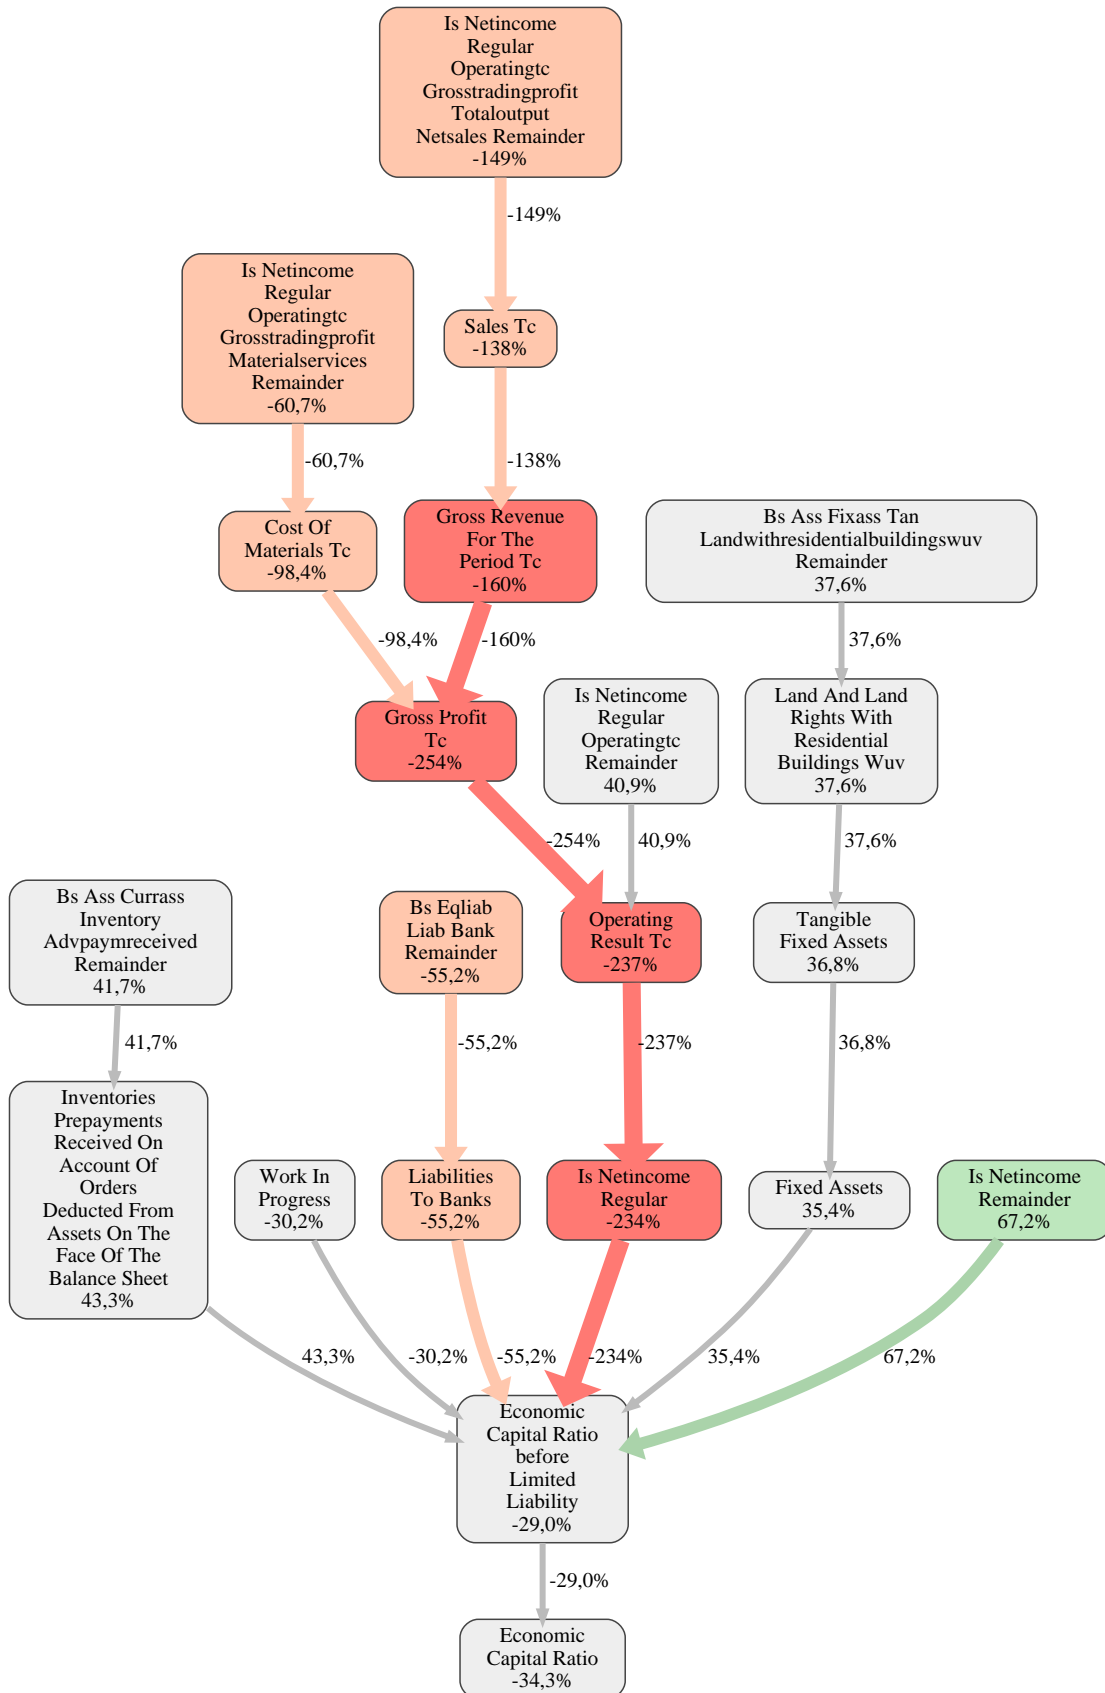 Is Netincome
Regular
Operatingtc
Grosstradingprofit
Totaloutput
Netsales Remainder
-149%
-149%
Is Netincome
Regular
Operatingtc
Grosstradingprofit
Materialservices
Remainder
-60,7%
Sales Tc
-138%
-60,7%
-138%
Cost Of
Materials Tc
-98,4%
Gross Revenue
For The
Period Tc
-160%
Bs Ass Fixass Tan
Landwithresidentialbuildingswuv
Remainder
37,6%
-98,4%
-160%
37,6%
Gross Profit
Tc
-254%
Is Netincome
Regular
Operatingtc
Remainder
40,9%
Land And Land
Rights With
Residential
Buildings Wuv
37,6%
-254%
40,9%
37,6%
Bs Ass Currass
Inventory
Advpaymreceived
Remainder
41,7%
Bs Eqliab
Liab Bank
Remainder
-55,2%
Operating
Result Tc
-237%
Tangible
Fixed Assets
36,8%
41,7%
-55,2%
-237%
36,8%
Inventories
Prepayments
Received On
Account Of
Orders
Deducted From
Assets On The
Face Of The
Balance Sheet
43,3%
Work In
Progress
-30,2%
Liabilities
To Banks
-55,2%
Is Netincome
Regular
-234%
Fixed Assets
35,4%
Is Netincome
Remainder
67,2%
43,3%
-30,2%
-55,2%
-234%
35,4%
67,2%
Economic
Capital Ratio
before
Limited
Liability
-29,0%
-29,0%
Economic
Capital Ratio
-34,3%